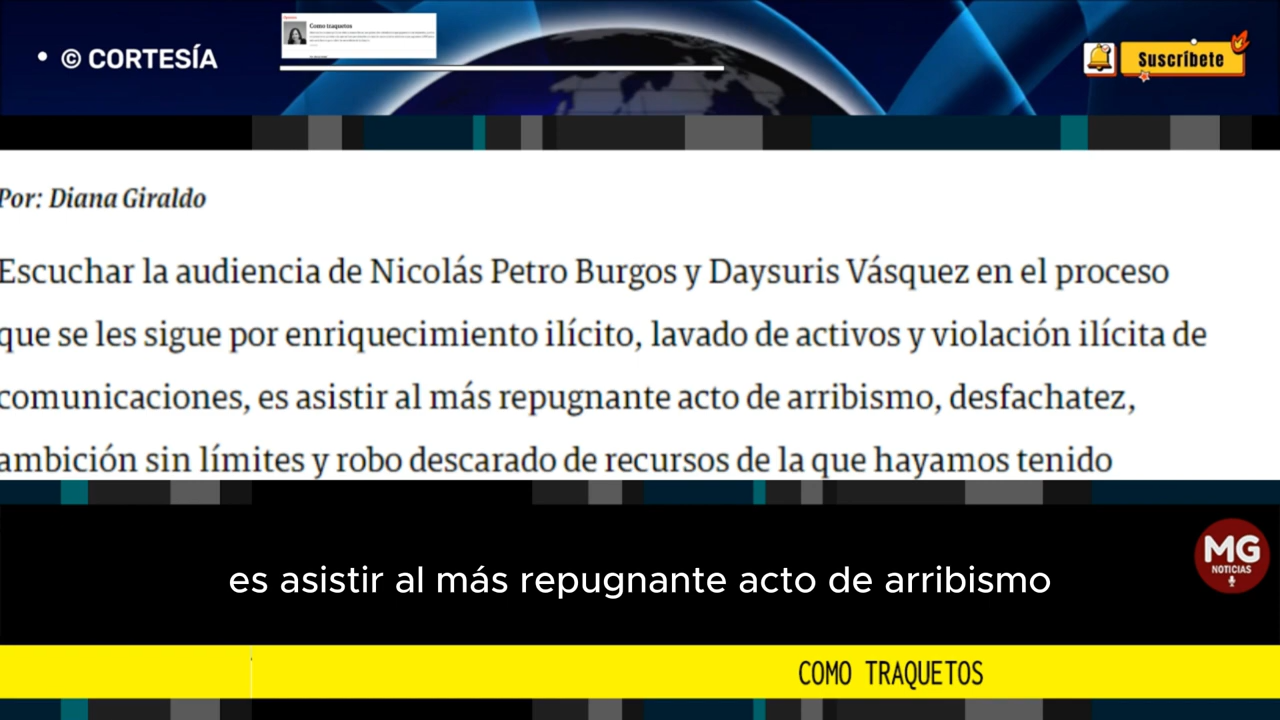 • © CORTESÍA
Opinión
Como traquetos
Suscríbete
Por: Diana Giraldo
Escuchar la audiencia de Nicolás Petro Burgos y Daysuris Vásquez en el proceso
que se les sigue por enriquecimiento ilícito, lavado de activos y violación ilícita de
comunicaciones, es asistir al más repugnante acto de arribismo, desfachatez,
ambición sin límites y robo descarado de recursos de la que hayamos tenido
es asistir al más repugnante acto de arribismo
MG
NOTICIAS
COMO TRAQUETOS